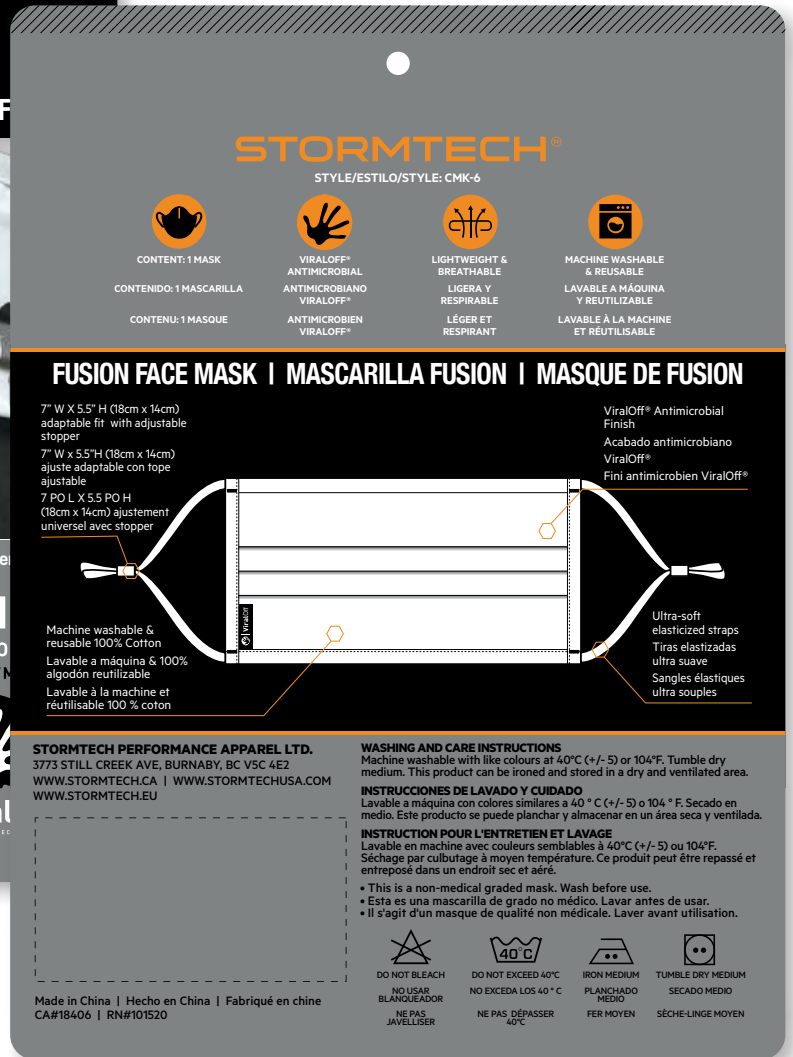 STORMTECH®
STYLE/ESTILO/STYLE: CMK-6
CONTENT: 1 MASK
CONTENIDO: 1 MASCARILLA
CONTENU: 1 MASQUE
VIRALOFF®
ANTIMICROBIAL
ANTIMICROBIANO
VIRALOFF®
ANTIMICROBIEN
VIRALOFF®
LIGHTWEIGHT &
BREATHABLE
LIGERA Y
RESPIRABLE
LÉGER ET
RESPIRANT
MACHINE WASHABLE
& REUSABLE
LAVABLE A MÁQUINA
Y REUTILIZABLE
LAVABLE À LA MACHINE
ET RÉUTILISABLE
FUSION FACE MASK | MASCARILLA FUSION | MASQUE DE FUSION
7” W X 5.5” H (18cm x 14cm)
adaptable fit with adjustable
stopper
7” W x 5.5”H (18cm x 14cm)
ajuste adaptable con tope
ajustable
7 PO L X 5.5 PO H
(18cm x 14cm) ajustement
universel avec stopper
ViralOff® Antimicrobial
Finish
Acabado antimicrobiano
ViralOff®
Fini antimicrobien ViralOff®
ViralOff
Machine washable &
reusable 100% Cotton
Lavable a máquina & 100%
algodón reutilizable
Lavable à la machine et
réutilisable 100 % coton
Ultra-soft
elasticized straps
Tiras elastizadas
ultra suave
Sangles élastiques
ultra souples
STORMTECH PERFORMANCE APPAREL LTD.
3773 STILL CREEK AVE, BURNABY, BC V5C 4E2
WWW.STORMTECH.CA | WWW.STORMTECHUSA.COM
WWW.STORMTECH.EU
Made in China | Hecho en China | Fabriqué en chine
CA#18406 | RN#101520
WASHING AND CARE INSTRUCTIONS
Machine washable with like colours at 40°C (+/- 5) or 104°F. Tumble dry
medium. This product can be ironed and stored in a dry and ventilated area.
INSTRUCCIONES DE LAVADO Y CUIDADO
Lavable a máquina con colores similares a 40 ° C (+/- 5) o 104 ° F. Secado en
medio. Este producto se puede planchar y almacenar en un área seca y ventilada.
INSTRUCTION POUR L'ENTRETIEN ET LAVAGE
Lavable en machine avec couleurs semblables à 40°C (+/- 5) ou 104°F.
Séchage par culbutage à moyen température. Ce produit peut être repassé et
entreposé dans un endroit sec et aéré.
• This is a non-medical graded mask. Wash before use.
• Esta es una mascarilla de grado no médico. Lavar antes de usar.
• Il s'agit d'un masque de qualité non médicale. Laver avant utilisation.
40°C
DO NOT BLEACH
NO USAR
BLANQUEADOR
NE PAS
JAVELLISER
DO NOT EXCEED 40°C
NO EXCEDA LOS 40 ° C
NE PAS DÉPASSER
40°C
IRON MEDIUM
PLANCHADO
MEDIO
FER MOYEN
TUMBLE DRY MEDIUM
SECADO MEDIO
SÈCHE-LINGE MOYEN